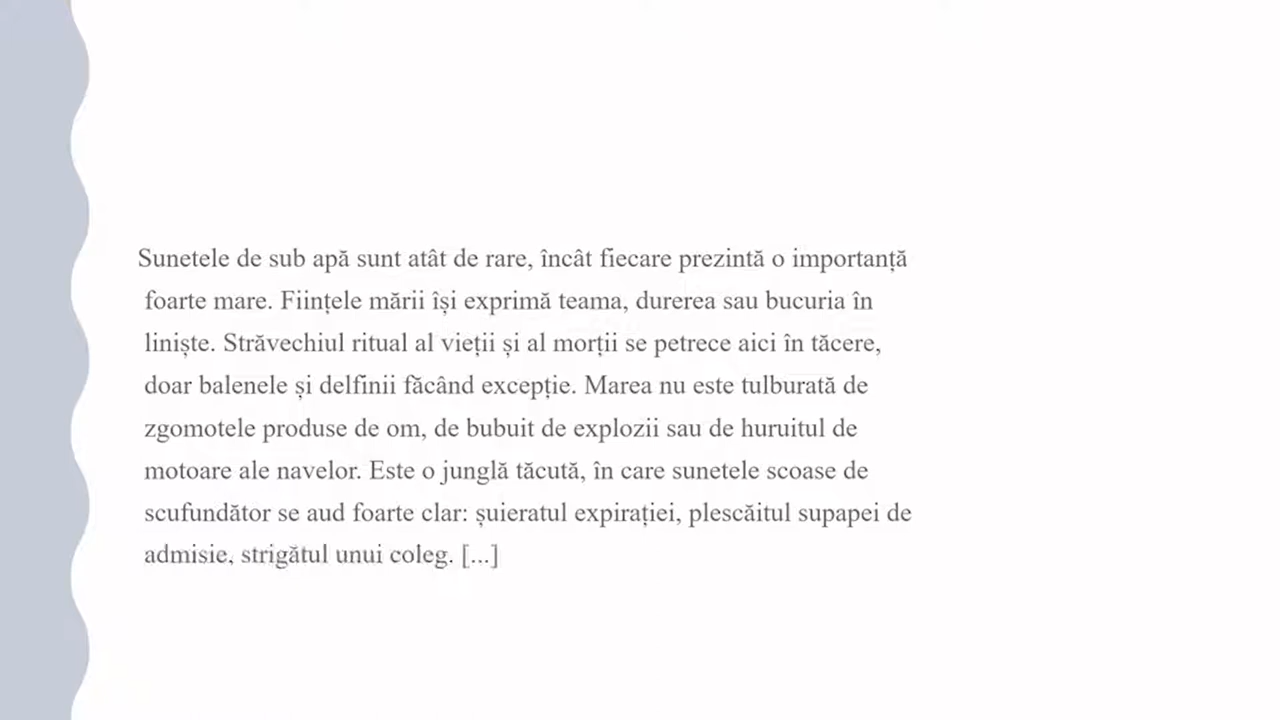 Sunetele de sub apă sunt atât de rare, încât fiecare prezintă o importanță
foarte mare. Ființele mării își exprimă teama, durerea sau bucuria în
liniște. Străvechiul ritual al vieții și al morții se petrece aici în tăcere,
doar balenele și delfinii făcând excepție. Marea nu este tulburată de
zgomotele produse de om, de bubuit de explozii sau de huruitul de
motoare ale navelor. Este o junglă tăcută, în care sunetele scoase de
scufundător se aud foarte clar: șuieratul expirației, plescăitul supapei de
admisie, strigătul unui coleg. [...]